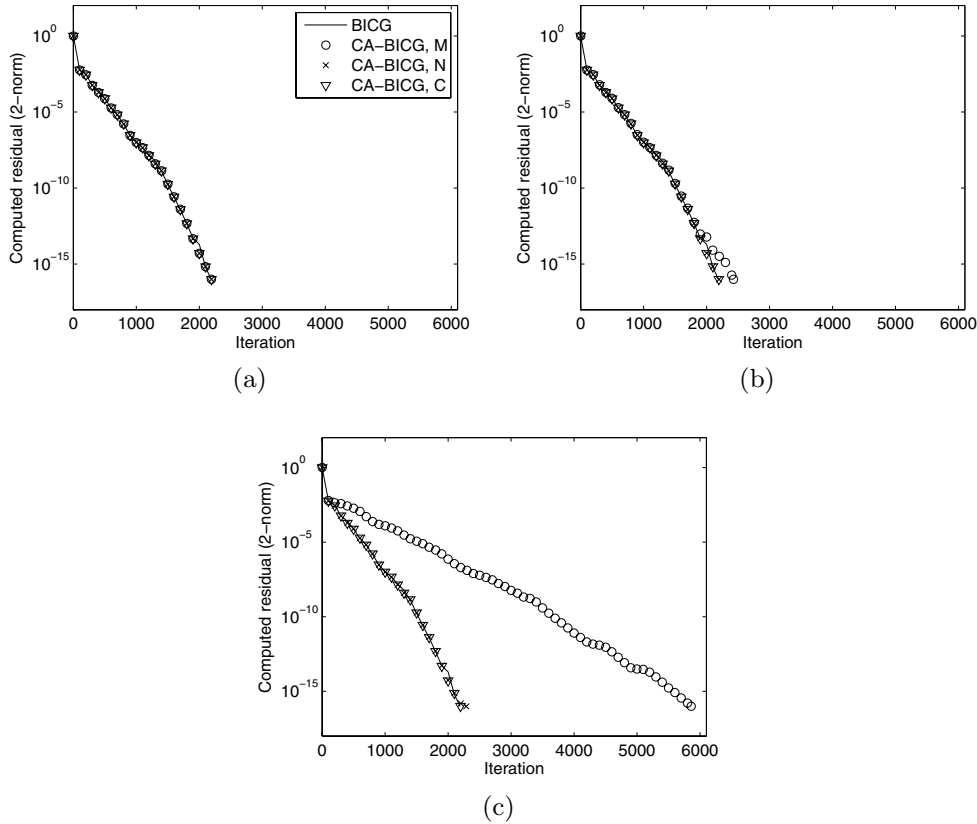 BICG
CA−BICG, M
CA−BICG, N
CA−BICG, C
Computed residual (2−norm)
10^0
10^−5
10^−10
10^−15
0 1000 2000 3000 4000 5000 6000
Iteration
(a)
Computed residual (2−norm)
10^0
10^−5
10^−10
10^−15
0 1000 2000 3000 4000 5000 6000
Iteration
(b)
Computed residual (2−norm)
10^0
10^−5
10^−10
10^−15
0 1000 2000 3000 4000 5000 6000
Iteration
(c)